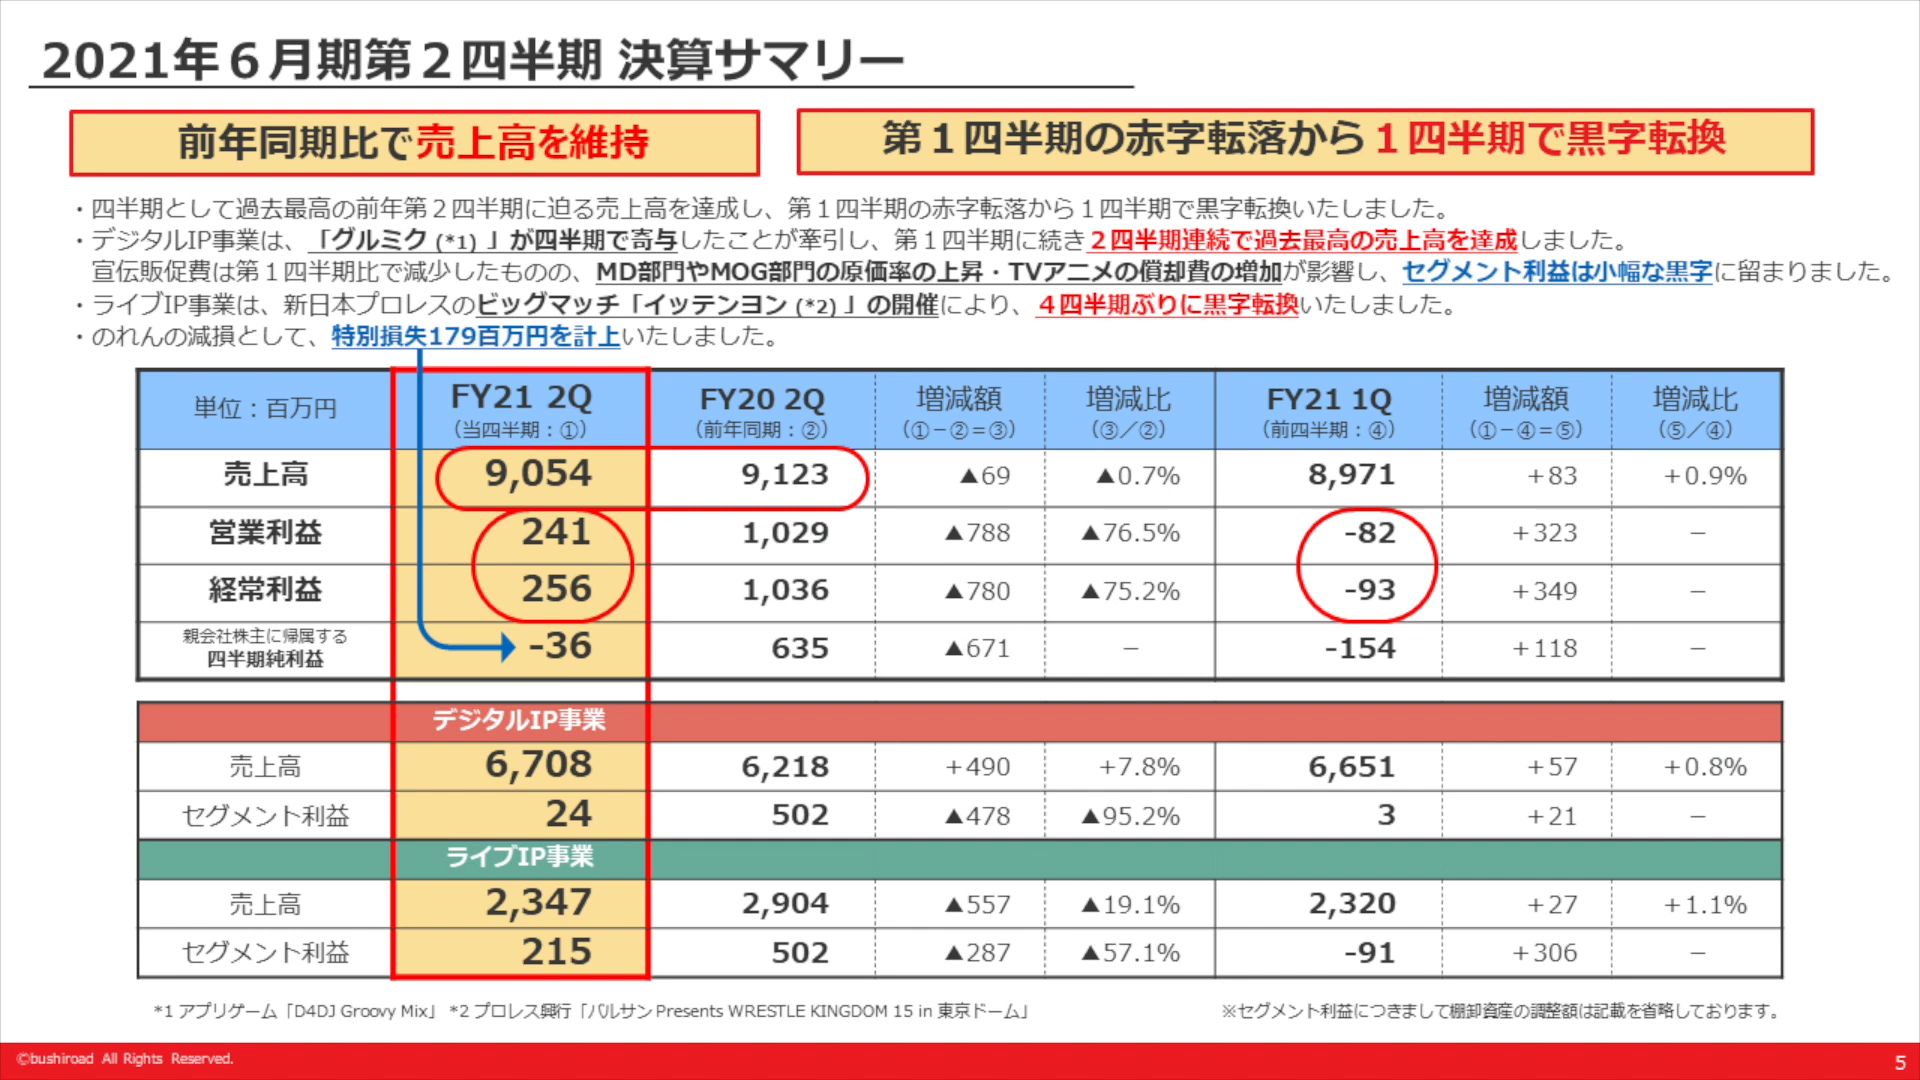 2021年６月期第２四半期 決算サマリー
前年同期比で売上高を維持
第１四半期の赤字転落から１四半期で黒字転換
・四半期として過去最高の前年第２四半期に迫る売上高を達成し、第１四半期の赤字転落から１四半期で黒字転換いたしました。
・デジタルIP事業は、「グルミク (*1) 」が四半期で寄与したことが牽引し、第１四半期に続き２四半期連続で過去最高の売上高を達成しました。
宣伝販促費は第１四半期比で減少したものの、MD部門やMOG部門の原価率の上昇・TVアニメの償却費の増加が影響し、セグメント利益は小幅な黒字に留まりました。
・ライブIP事業は、新日本プロレスのビッグマッチ「イッテンヨン (*2) 」の開催により、４四半期ぶりに黒字転換いたしました。
・のれんの減損として、特別損失179百万円を計上いたしました。
単位：百万円 FY21 2Q FY20 2Q 増減額 増減比 FY21 1Q 増減額 増減比
（当四半期：①） （前年同期：②） （①－②＝③） （③／②） （前四半期：④） （①－④＝⑤） （⑤／④）
売上高 9,054 9,123 ▲69 ▲0.7% 8,971 +83 +0.9%
営業利益 241 1,029 ▲788 ▲76.5% -82 +323 －
経常利益 256 1,036 ▲780 ▲75.2% -93 +349 －
親会社株主に帰属する
四半期純利益 -36 635 ▲671 － -154 +118 －
デジタルIP事業
売上高 6,708 6,218 +490 +7.8% 6,651 +57 +0.8%
セグメント利益 24 502 ▲478 ▲95.2% 3 +21 －
ライブIP事業
売上高 2,347 2,904 ▲557 ▲19.1% 2,320 +27 +1.1%
セグメント利益 215 502 ▲287 ▲57.1% -91 +306 －
*1 アプリゲーム「D4DJ Groovy Mix」 *2 プロレス興行「バルサン Presents WRESTLE KINGDOM 15 in 東京ドーム」
※セグメント利益につきまして棚卸資産の調整額は記載を省略しております。
©bushiroad All Rights Reserved.
5